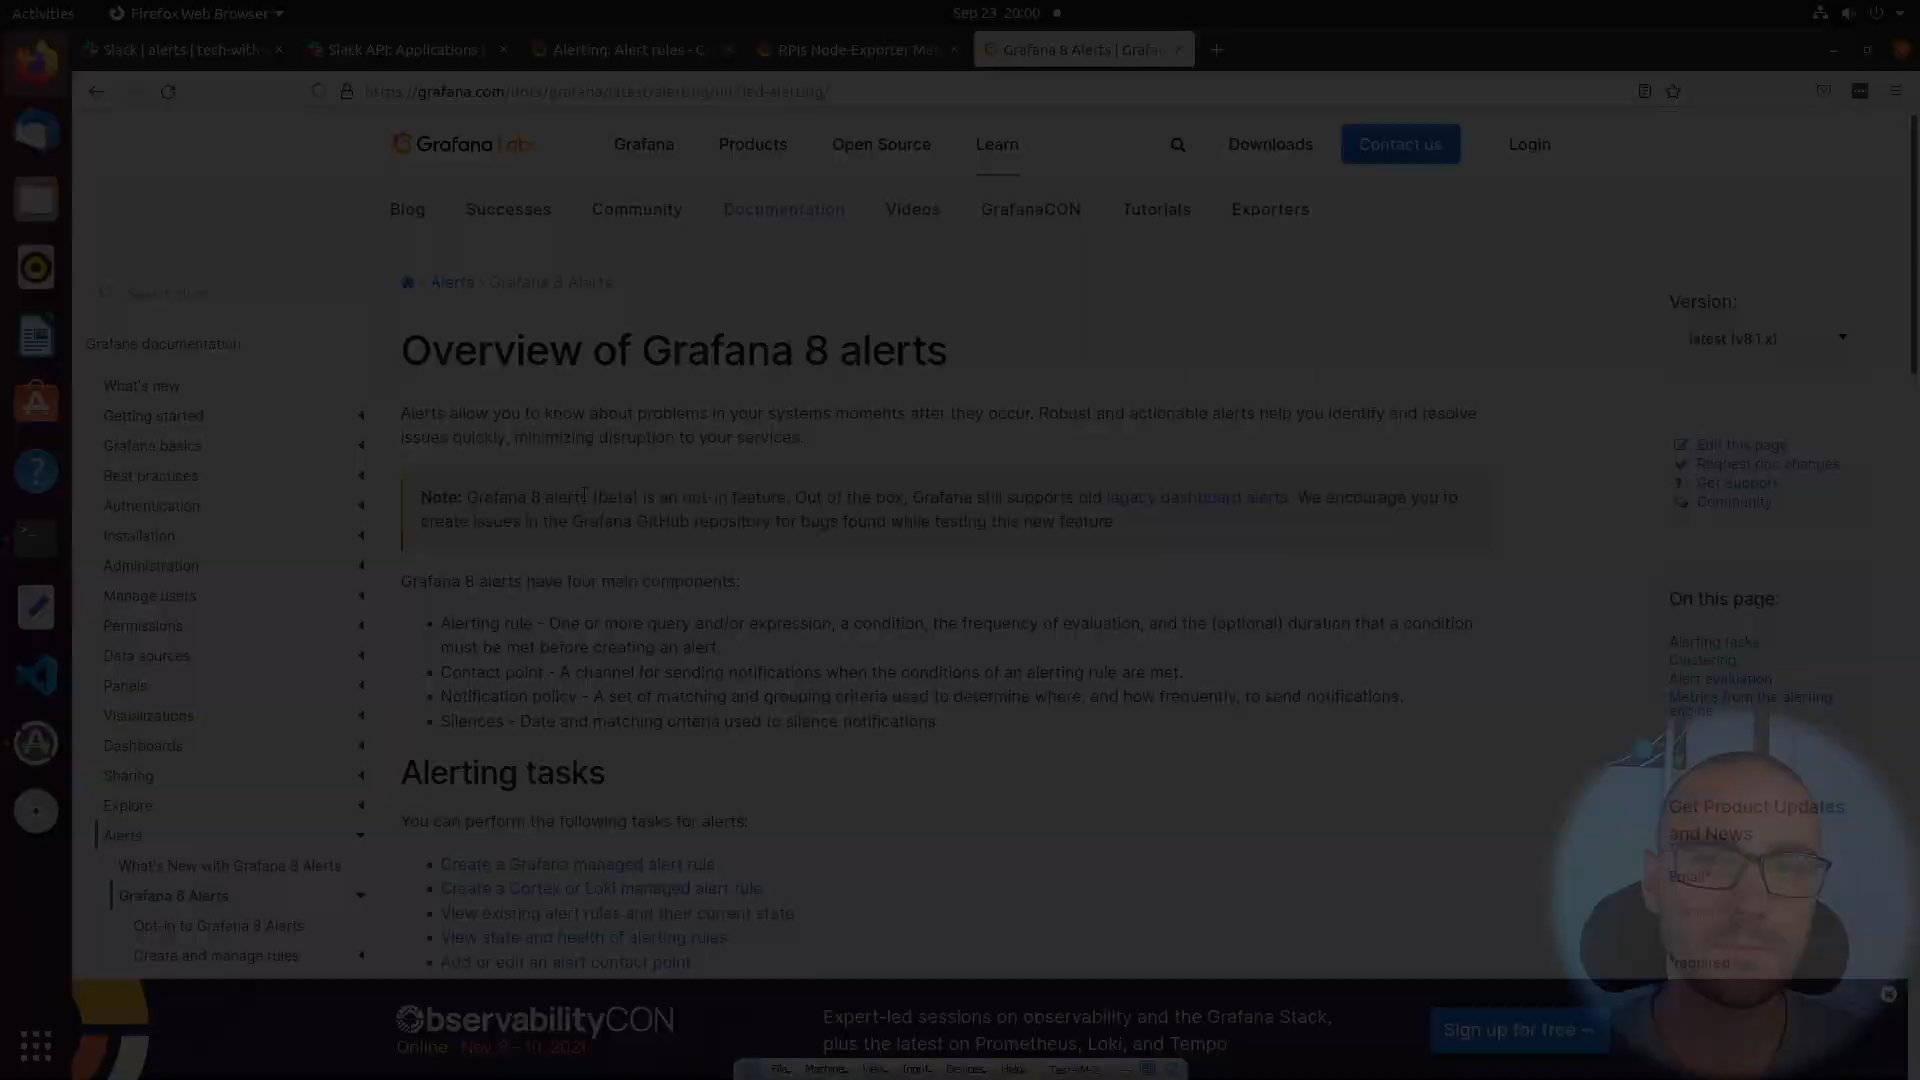 Activities
Firefox Web Browser
Sep 23 20:00
Slack | alerts | tech-with
Slack API: Applications |
Alerting: Alert rules - G
RPIs Node-Exporter Me
Grafana 8 Alerts | Grafa
https://grafana.com/docs/grafana/latest/alerting/unified-alerting/
Grafana Labs
Grafana
Products
Open Source
Learn
Downloads
Contact us
Login
Blog
Successes
Community
Documentation
Videos
GrafanaCON
Tutorials
Exporters
Alerts
Grafana 8 Alerts
Search docs
Grafana documentation
What's new
Getting started
Grafana basics
Best practices
Authentication
Installation
Administration
Manage users
Permissions
Data sources
Panels
Visualizations
Dashboards
Sharing
Explore
Alerts
What's New with Grafana 8 Alerts
Grafana 8 Alerts
Opt-in to Grafana 8 Alerts
Create and manage rules
Overview of Grafana 8 alerts
Alerts allow you to know about problems in your systems moments after they occur. Robust and actionable alerts help you identify and resolve
issues quickly, minimizing disruption to your services.
Note: Grafana 8 alerts (beta) is an opt-in feature. Out of the box, Grafana still supports old legacy dashboard alerts. We encourage you to
create issues in the Grafana GitHub repository for bugs found while testing this new feature
Grafana 8 alerts have four main components:
Alerting rule - One or more query and/or expression, a condition, the frequency of evaluation, and the (optional) duration that a condition
must be met before creating an alert.
Contact point - A channel for sending notifications when the conditions of an alerting rule are met.
Notification policy - A set of matching and grouping criteria used to determine where, and how frequently, to send notifications.
Silences - Date and matching criteria used to silence notifications
Alerting tasks
You can perform the following tasks for alerts:
Create a Grafana managed alert rule
Create a Cortex or Loki managed alert rule
View existing alert rules and their current state
View state and health of alerting rules
Add or edit an alert contact point
Version:
latest (v8.1.x)
Edit this page
Request doc changes
Get support
Community
On this page:
Alerting tasks
Clustering
Alert evaluation
Metrics from the alerting
engine
Get Product Updates
and News
Email*
*required
ObservabilityCON
Online Nov. 8 - 10, 2021
Expert-led sessions on observability and the Grafana Stack,
plus the latest on Prometheus, Loki, and Tempo
Sign up for free →
File Machine View Input Devices Help